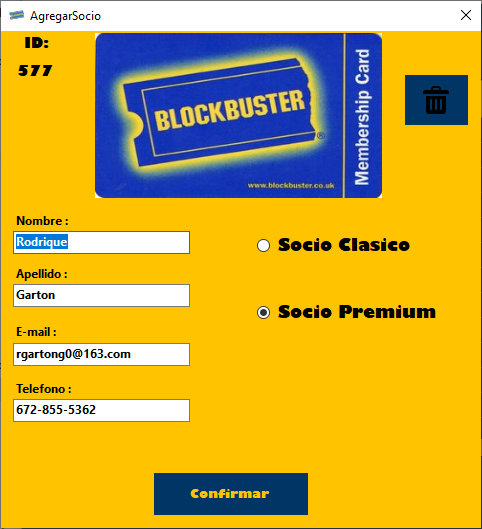 AgregarSocio
ID:
577
BLOCKBUSTER
®
Membership Card
www.blockbuster.co.uk
Nombre :
Rodrique
Apellido :
Garton
E-mail :
rgartong0@163.com
Telefono :
672-855-5362
Socio Clasico
Socio Premium
Confirmar